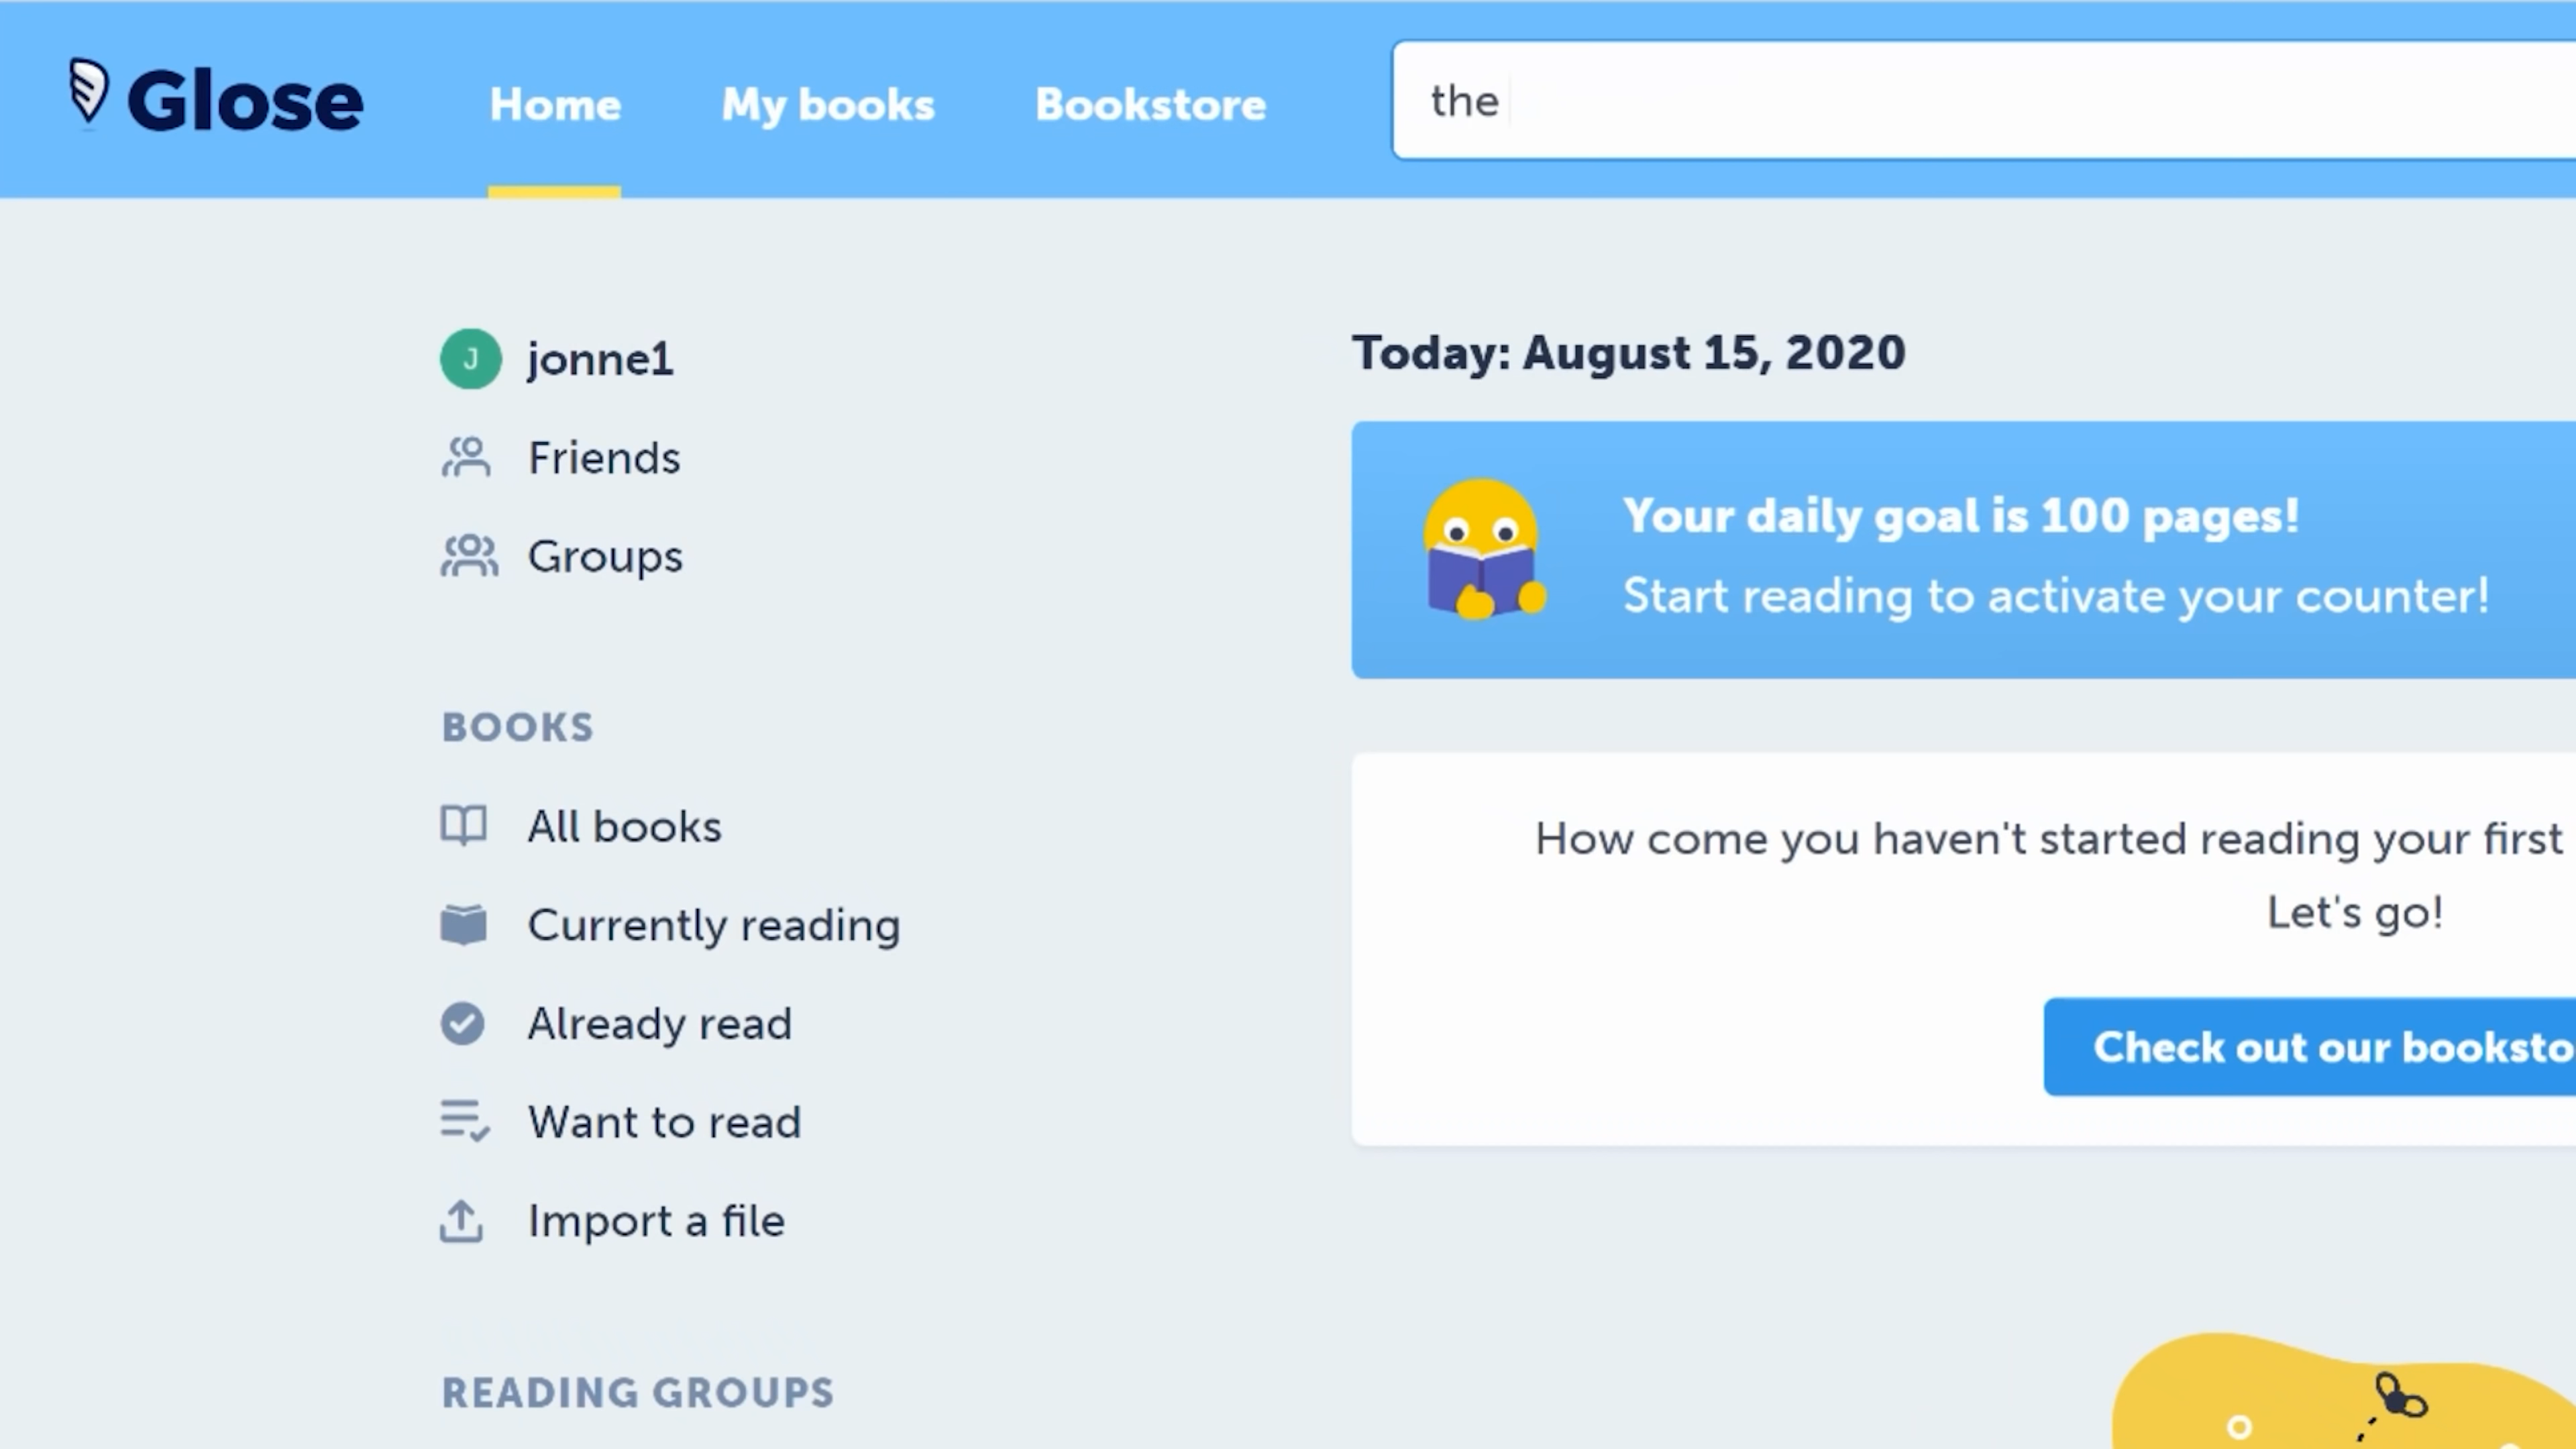 Glose
Home
My books
Bookstore
the
J
jonne1
Friends
Groups
BOOKS
All books
Currently reading
Already read
Want to read
Import a file
READING GROUPS
Today: August 15, 2020
Your daily goal is 100 pages!
Start reading to activate your counter!
How come you haven't started reading your first
Let's go!
Check out our booksto